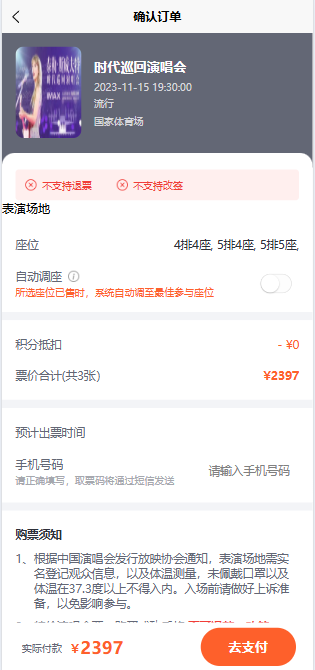 确认订单
时代巡回演唱会
2023-11-15 19:30:00
流行
国家体育场
不支持退票 不支持改签
表演场地
座位 4排4座, 5排4座, 5排5座,
自动调座
所选座位已售时，系统自动调至最佳参与座位
积分抵扣 - ¥0
票价合计(共3张) ¥2397
预计出票时间
手机号码 请输入手机号码
请正确填写，取票码将通过短信发送
购票须知
1、根据中国演唱会发行放映协会通知，表演场地需实
名登记观众信息，以及体温测量，未佩戴口罩以及
体温在37.3度以上不得入内。入场前请做好上诉准
备，以免影响参与。
实际付款 ¥2397 去支付